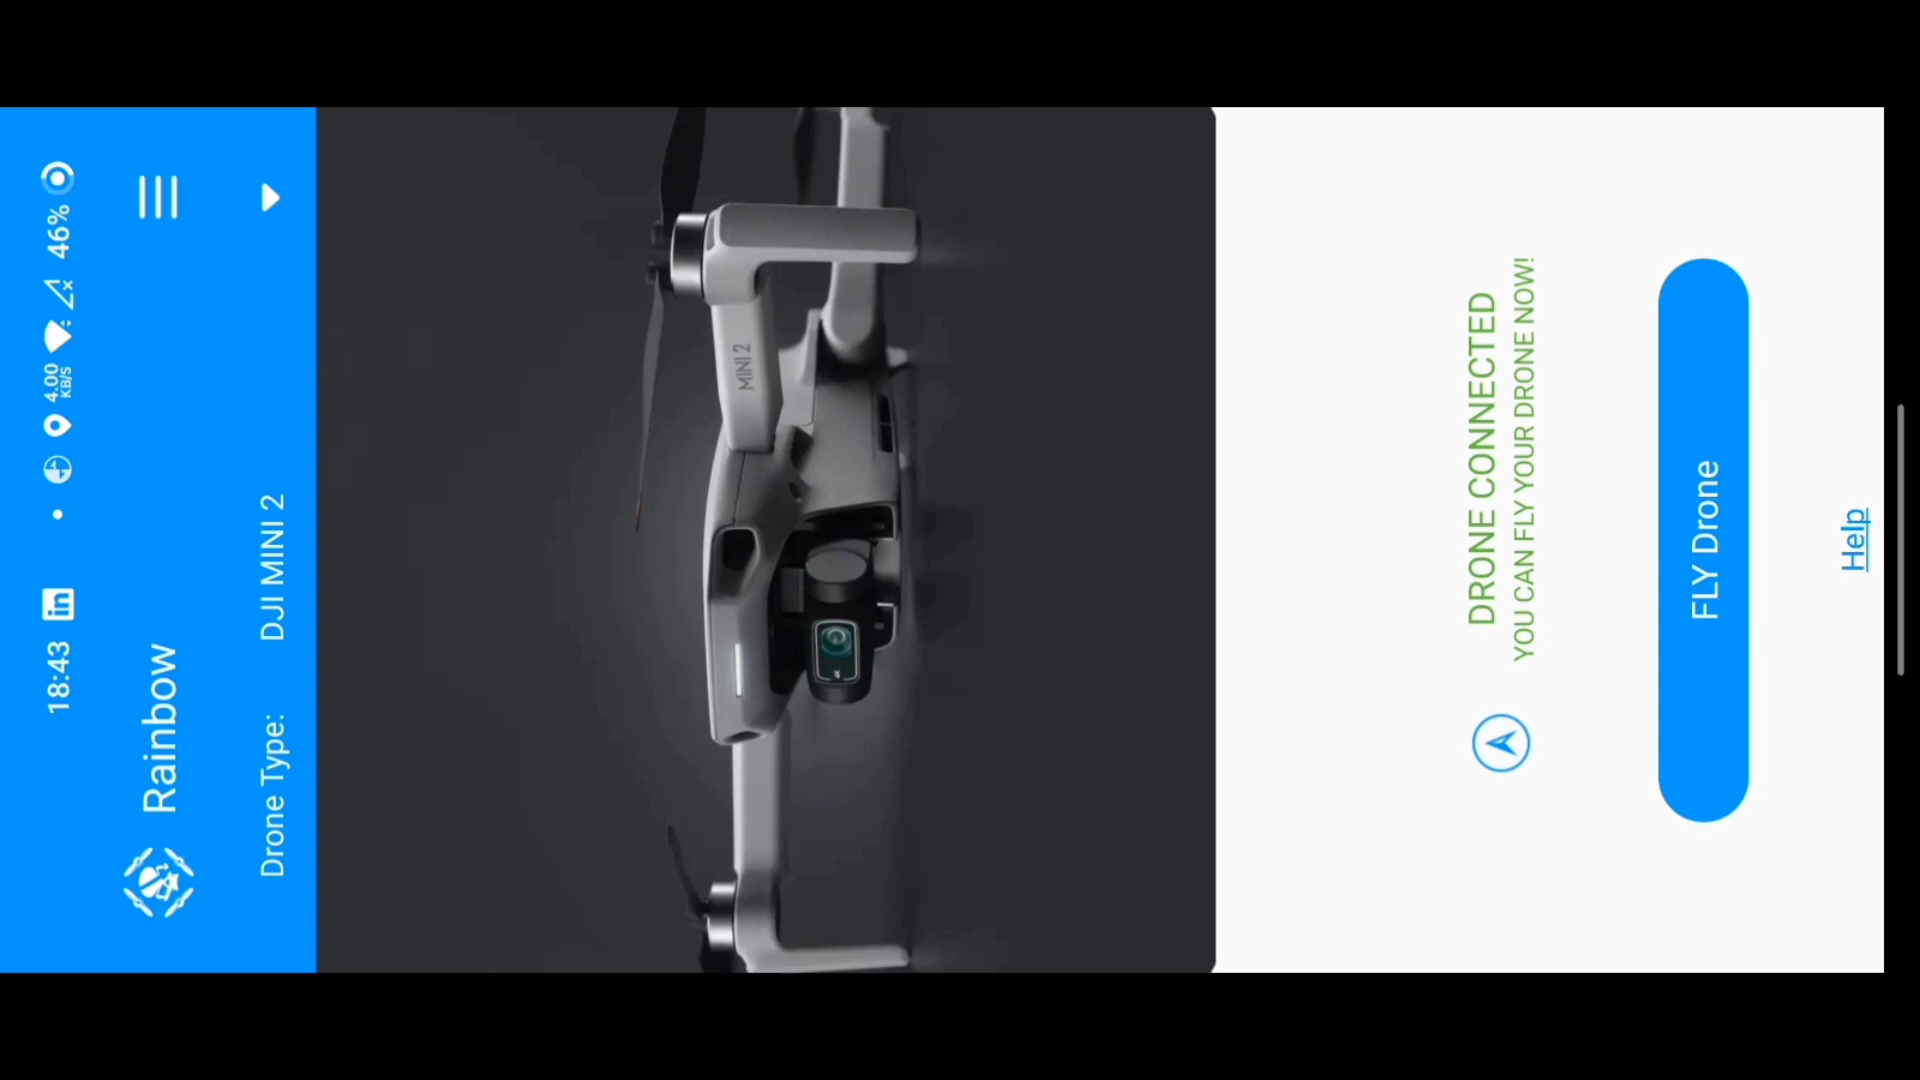 18:43
4.00
KB/S
46%
Rainbow
Drone Type:
DJI MINI 2
MINI 2
DRONE CONNECTED
YOU CAN FLY YOUR DRONE NOW!
FLY Drone
Help